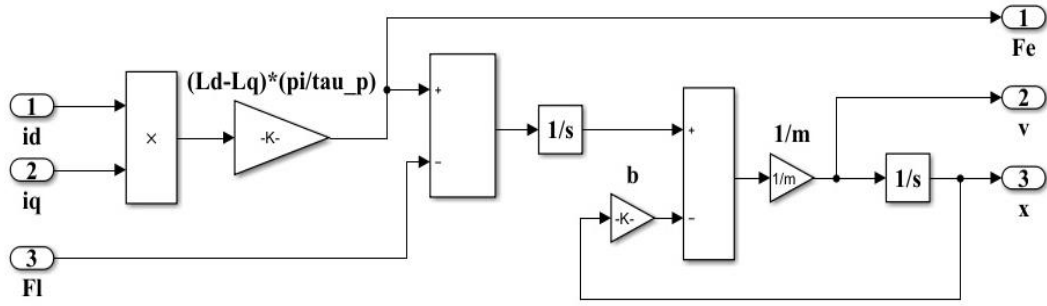 1
Fe
(Ld-Lq)*(pi/tau_p)
1
id
×
-K-
+
−
2
iq
1/s
+
−
b
-K-
1/m
1/m
2
v
1/s
3
x
3
Fl